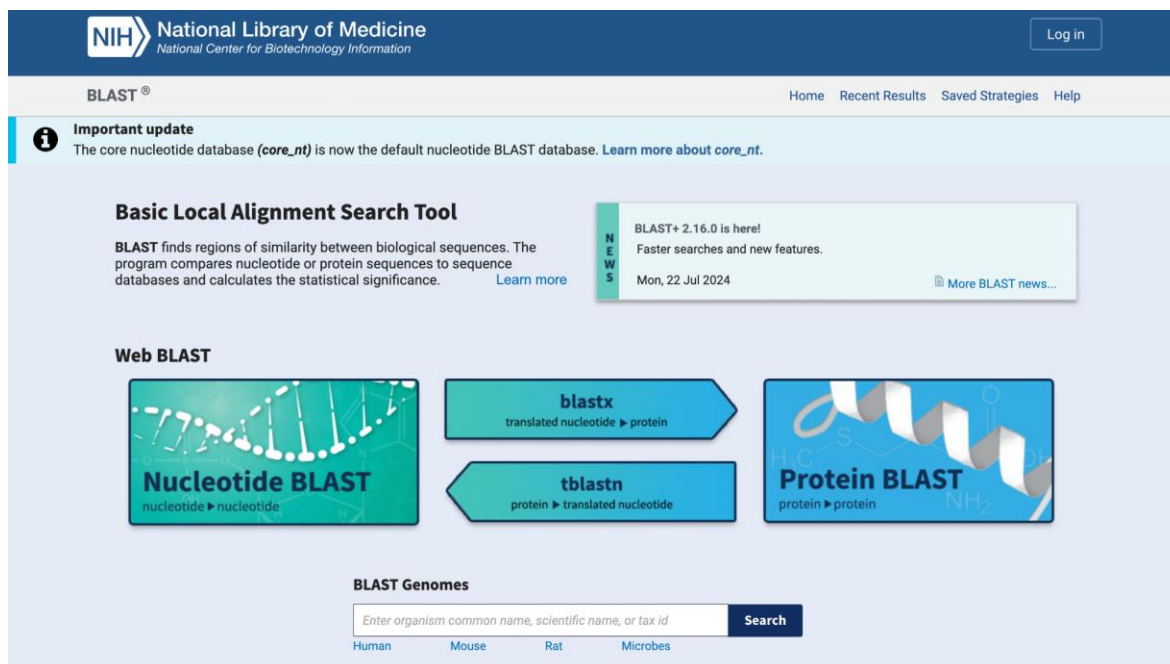 NIH National Library of Medicine
National Center for Biotechnology Information
Log in
BLAST ®
Home Recent Results Saved Strategies Help
Important update
The core nucleotide database (core_nt) is now the default nucleotide BLAST database. Learn more about core_nt.
Basic Local Alignment Search Tool
BLAST finds regions of similarity between biological sequences. The
program compares nucleotide or protein sequences to sequence
databases and calculates the statistical significance. Learn more
NEWS
BLAST+ 2.16.0 is here!
Faster searches and new features.
Mon, 22 Jul 2024
More BLAST news...
Web BLAST
Nucleotide BLAST
nucleotide ▶ nucleotide
blastx
translated nucleotide ▶ protein
tblastn
protein ▶ translated nucleotide
O
S
H₃C
OH
NH₂
Protein BLAST
protein ▶ protein
BLAST Genomes
Enter organism common name, scientific name, or tax id
Search
Human Mouse Rat Microbes